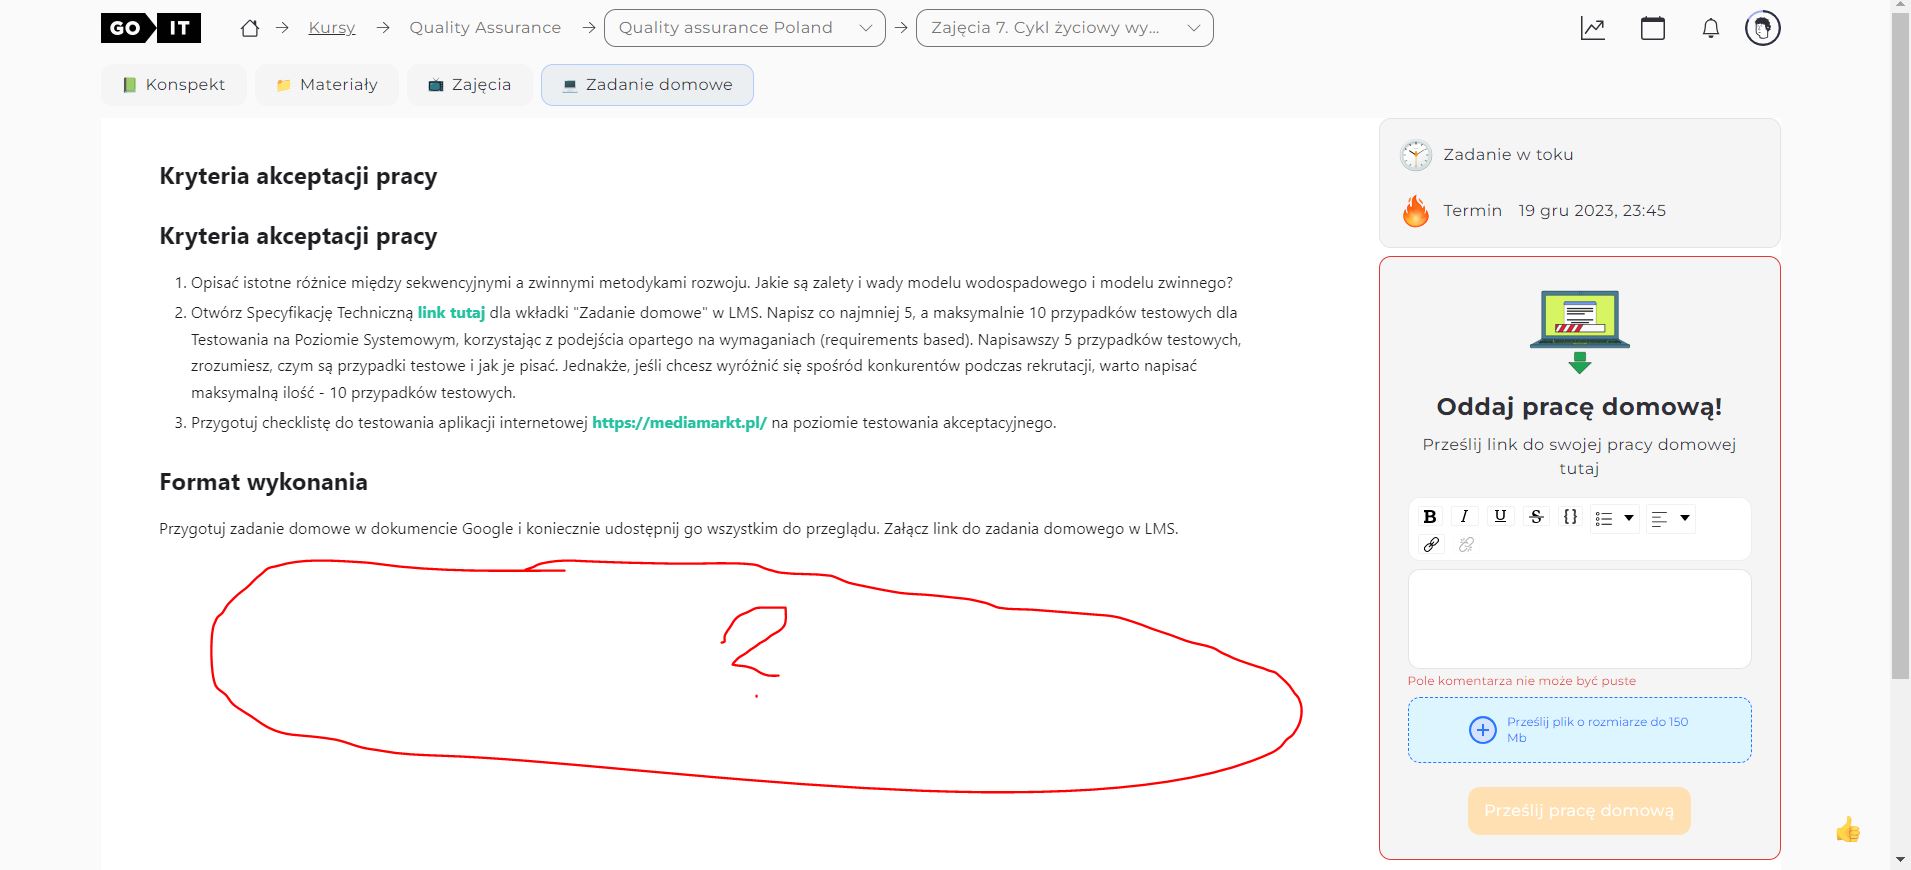 GO IT
Kursy
Quality Assurance
Quality assurance Poland
Zajęcia 7. Cykl życiowy wy...
Konspekt
Materiały
Zajęcia
Zadanie domowe
Kryteria akceptacji pracy
Kryteria akceptacji pracy
1. Opisać istotne różnice między sekwencyjnymi a zwinnymi metodykami rozwoju. Jakie są zalety i wady modelu wodospadowego i modelu zwinnego?
2. Otwórz Specyfikację Techniczną link tutaj dla wkładki "Zadanie domowe" w LMS. Napisz co najmniej 5, a maksymalnie 10 przypadków testowych dla
Testowania na Poziomie Systemowym, korzystając z podejścia opartego na wymaganiach (requirements based). Napisawszy 5 przypadków testowych,
zrozumiesz, czym są przypadki testowe i jak je pisać. Jednakże, jeśli chcesz wyróżnić się spośród konkurentów podczas rekrutacji, warto napisać
maksymalną ilość - 10 przypadków testowych.
3. Przygotuj checklistę do testowania aplikacji internetowej https://mediamarkt.pl/ na poziomie testowania akceptacyjnego.
Format wykonania
Przygotuj zadanie domowe w dokumencie Google i koniecznie udostępnij go wszystkim do przeglądu. Załącz link do zadania domowego w LMS.
?
Zadanie w toku
Termin 19 gru 2023, 23:45
Oddaj pracę domową!
Prześlij link do swojej pracy domowej
tutaj
B I U S {}
Pole komentarza nie może być puste
Prześlij plik o rozmiarze do 150
Mb
Prześlij pracę domową